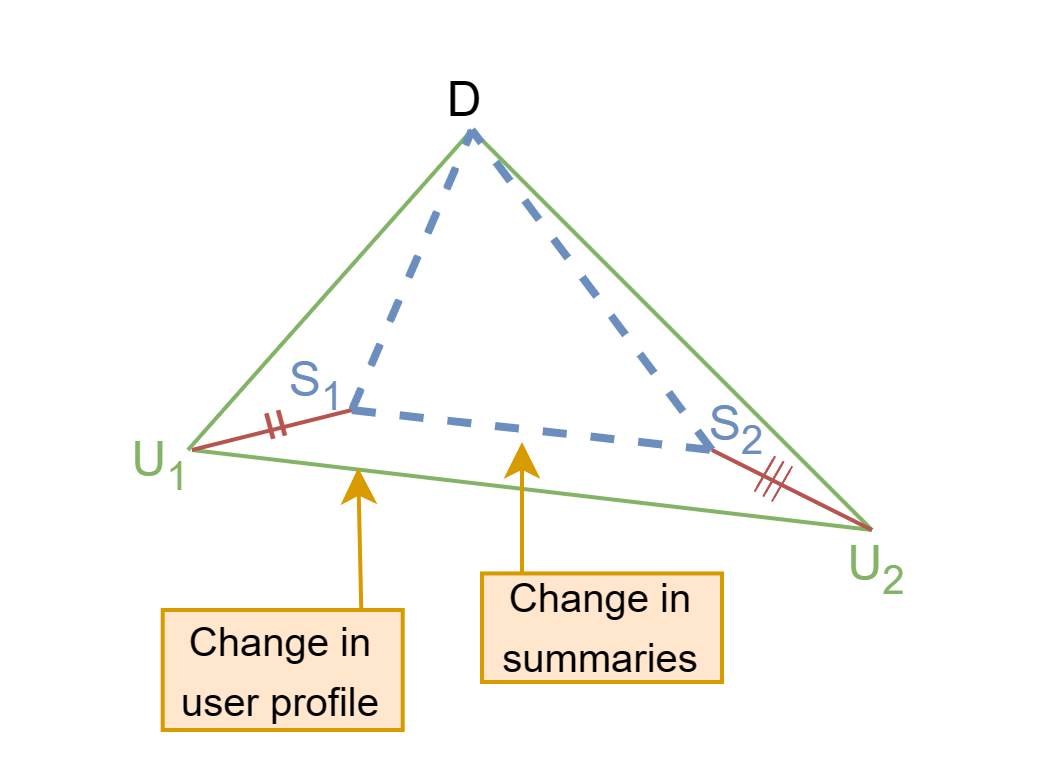 D
S1
S2
U1
U2
Change in
summaries
Change in
user profile